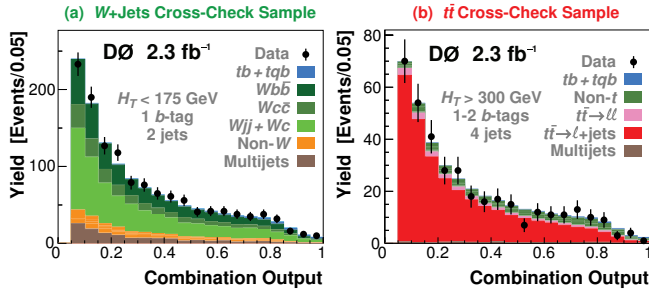 (a) W+Jets Cross-Check Sample
DØ 2.3 fb⁻¹
Yield [Events/0.05]
200
100
0
H_T < 175 GeV
1 b-tag
2 jets
Data
tb+tqb
Wbb̄
Wcc̄
Wjj+Wc
Non-W
Multijets
0 0.2 0.4 0.6 0.8 1
Combination Output
(b) tt̄ Cross-Check Sample
DØ 2.3 fb⁻¹
Yield [Events/0.05]
80
60
40
20
0
H_T > 300 GeV
1-2 b-tags
4 jets
Data
tb+tqb
Non-t
tt̄→ℓℓ
tt̄→ℓ+jets
Multijets
0 0.2 0.4 0.6 0.8 1
Combination Output